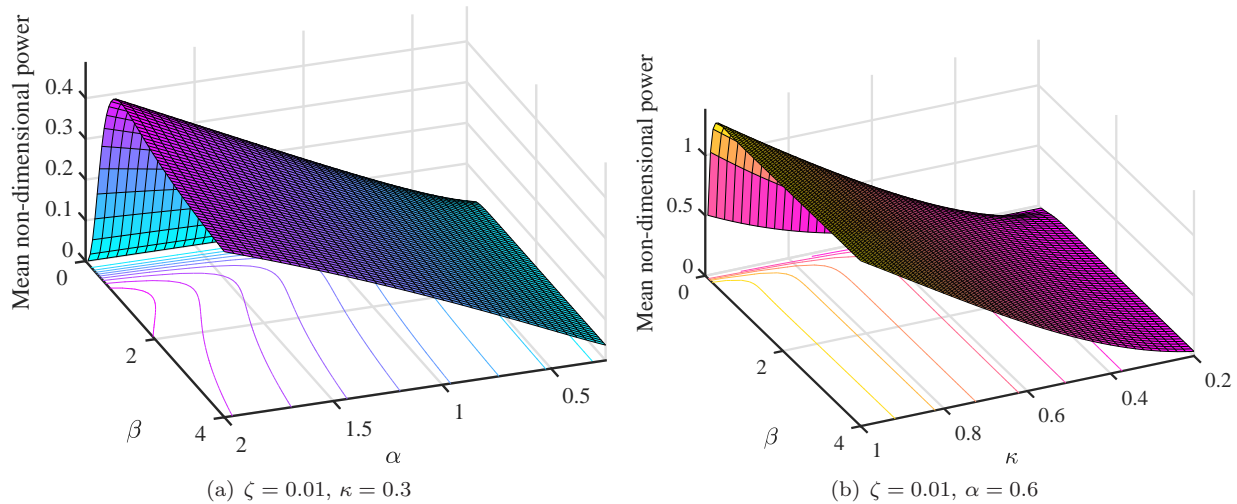 Mean non-dimensional power
0.4
0.3
0.2
0.1
0
0
2
4
β
2
1.5
1
0.5
α
(a) ζ = 0.01, κ = 0.3
Mean non-dimensional power
1
0.5
0
0
2
4
β
1
0.8
0.6
0.4
0.2
κ
(b) ζ = 0.01, α = 0.6